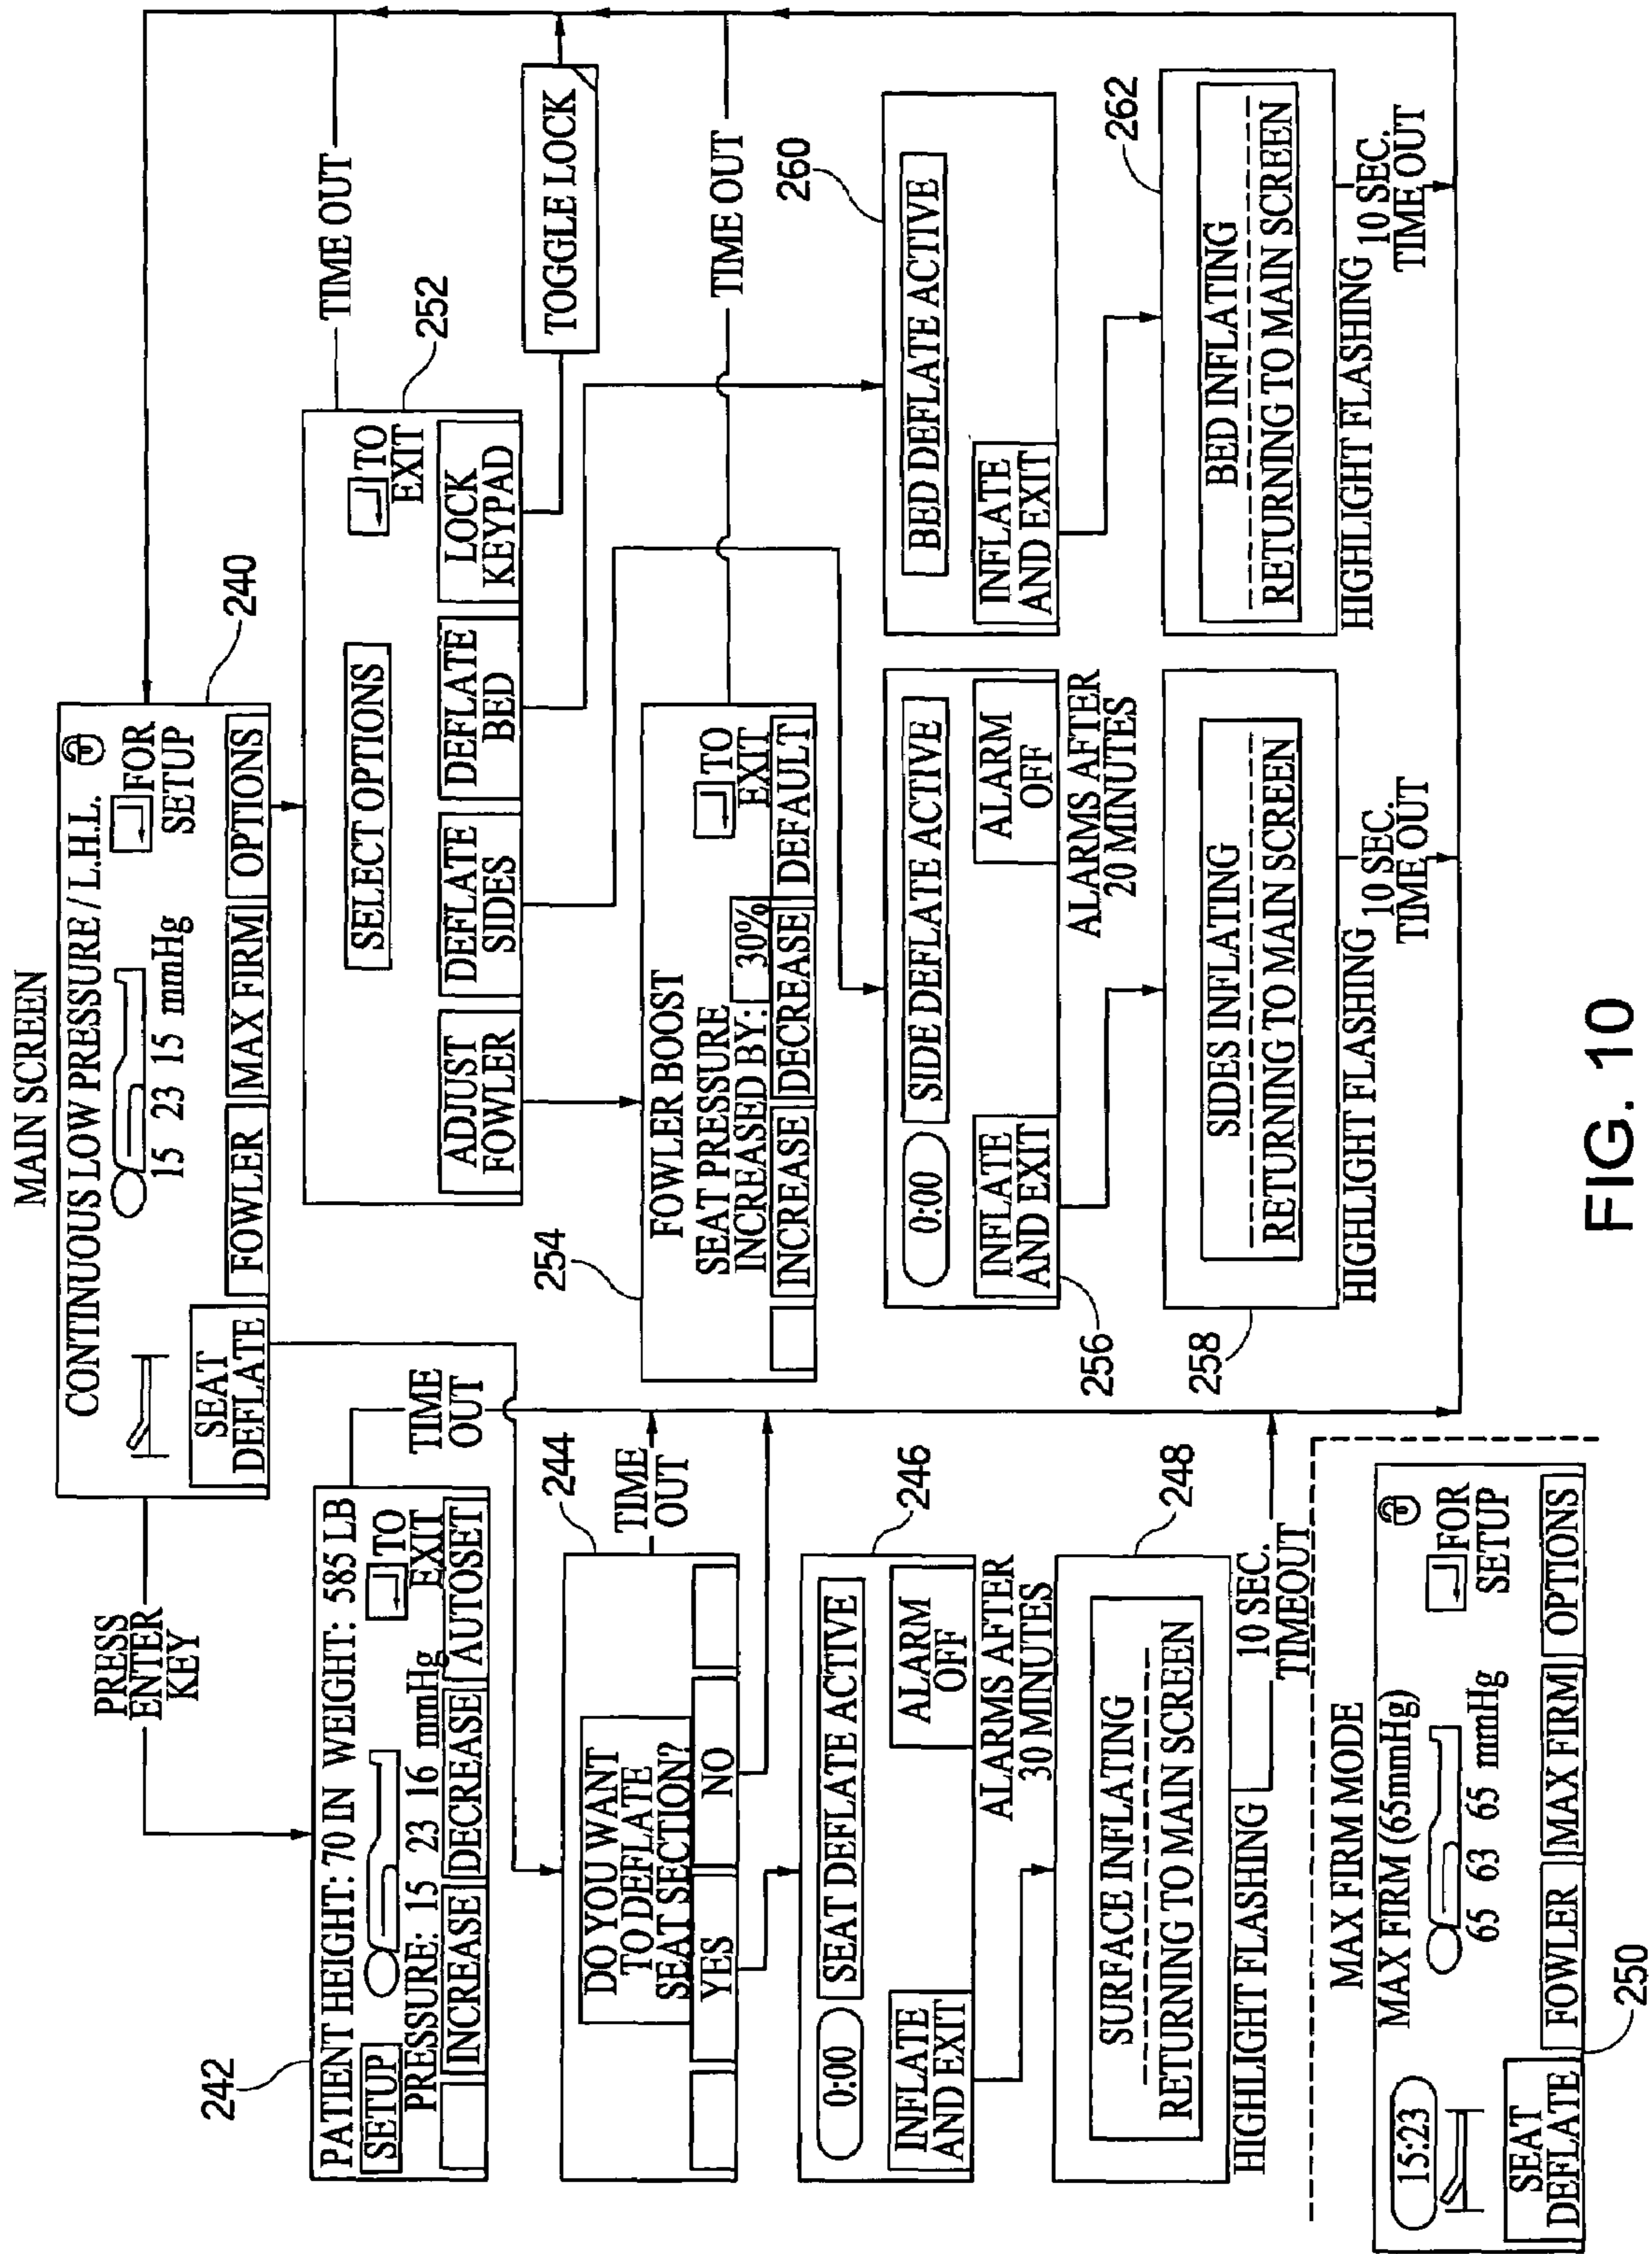 MAIN SCREEN
CONTINUOUS LOW PRESSURE / L.H.L.
FOR
SETUP
15 23 15 mmHg
SEAT
DEFLATE
FOWLER
MAX FIRM
OPTIONS
240
PRESS
ENTER
KEY
242
PATIENT HEIGHT: 70 IN WEIGHT: 585 LB
SETUP
TO
EXIT
PRESSURE: 15 23 16 mmHg
INCREASE
DECREASE
AUTOSET
TIME
OUT
244
DO YOU WANT
TO DEFLATE
SEAT SECTION?
YES
NO
TIME
OUT
246
0:00
SEAT DEFLATE ACTIVE
INFLATE
AND EXIT
ALARM
OFF
ALARMS AFTER
30 MINUTES
248
SURFACE INFLATING
RETURNING TO MAIN SCREEN
HIGHLIGHT FLASHING
10 SEC.
TIMEOUT
MAX FIRM MODE
15:23
MAX FIRM (65mmHg)
FOR
SETUP
65 63 65 mmHg
SEAT
DEFLATE
FOWLER
MAX FIRM
OPTIONS
250
252
SELECT OPTIONS
TO
EXIT
ADJUST
FOWLER
DEFLATE
SIDES
DEFLATE
BED
LOCK
KEYPAD
TIME OUT
TOGGLE LOCK
254
FOWLER BOOST
SEAT PRESSURE
INCREASED BY: 30%
TO
EXIT
INCREASE
DECREASE
DEFAULT
TIME OUT
256
0:00
SIDE DEFLATE ACTIVE
INFLATE
AND EXIT
ALARM
OFF
ALARMS AFTER
20 MINUTES
258
SIDES INFLATING
RETURNING TO MAIN SCREEN
HIGHLIGHT FLASHING
10 SEC.
TIME OUT
260
BED DEFLATE ACTIVE
INFLATE
AND EXIT
262
BED INFLATING
RETURNING TO MAIN SCREEN
HIGHLIGHT FLASHING
10 SEC.
TIME OUT
FIG. 10